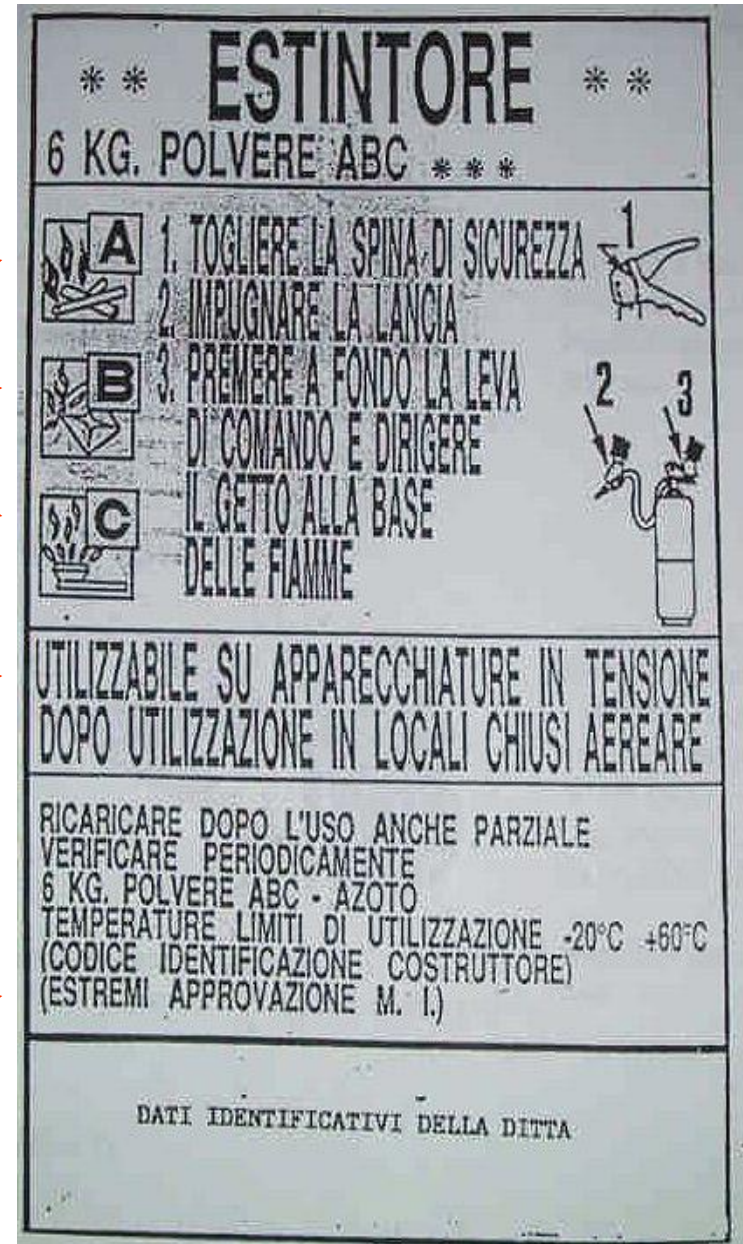 ** ESTINTORE **
6 KG. POLVERE ABC ***
A 1. TOGLIERE LA SPINA DI SICUREZZA 1
2. IMPUGNARE LA LANCIA
B 3. PREMERE A FONDO LA LEVA 2 3
DI COMANDO E DIRIGERE
C IL GETTO ALLA BASE
DELLE FIAMME
UTILIZZABILE SU APPARECCHIATURE IN TENSIONE
DOPO UTILIZZAZIONE IN LOCALI CHIUSI AEREARE
RICARICARE DOPO L'USO ANCHE PARZIALE
VERIFICARE PERIODICAMENTE
6 KG. POLVERE ABC - AZOTO
TEMPERATURE LIMITI DI UTILIZZAZIONE -20°C +60°C
(CODICE IDENTIFICAZIONE COSTRUTTORE)
(ESTREMI APPROVAZIONE M. I.)
DATI IDENTIFICATIVI DELLA DITTA